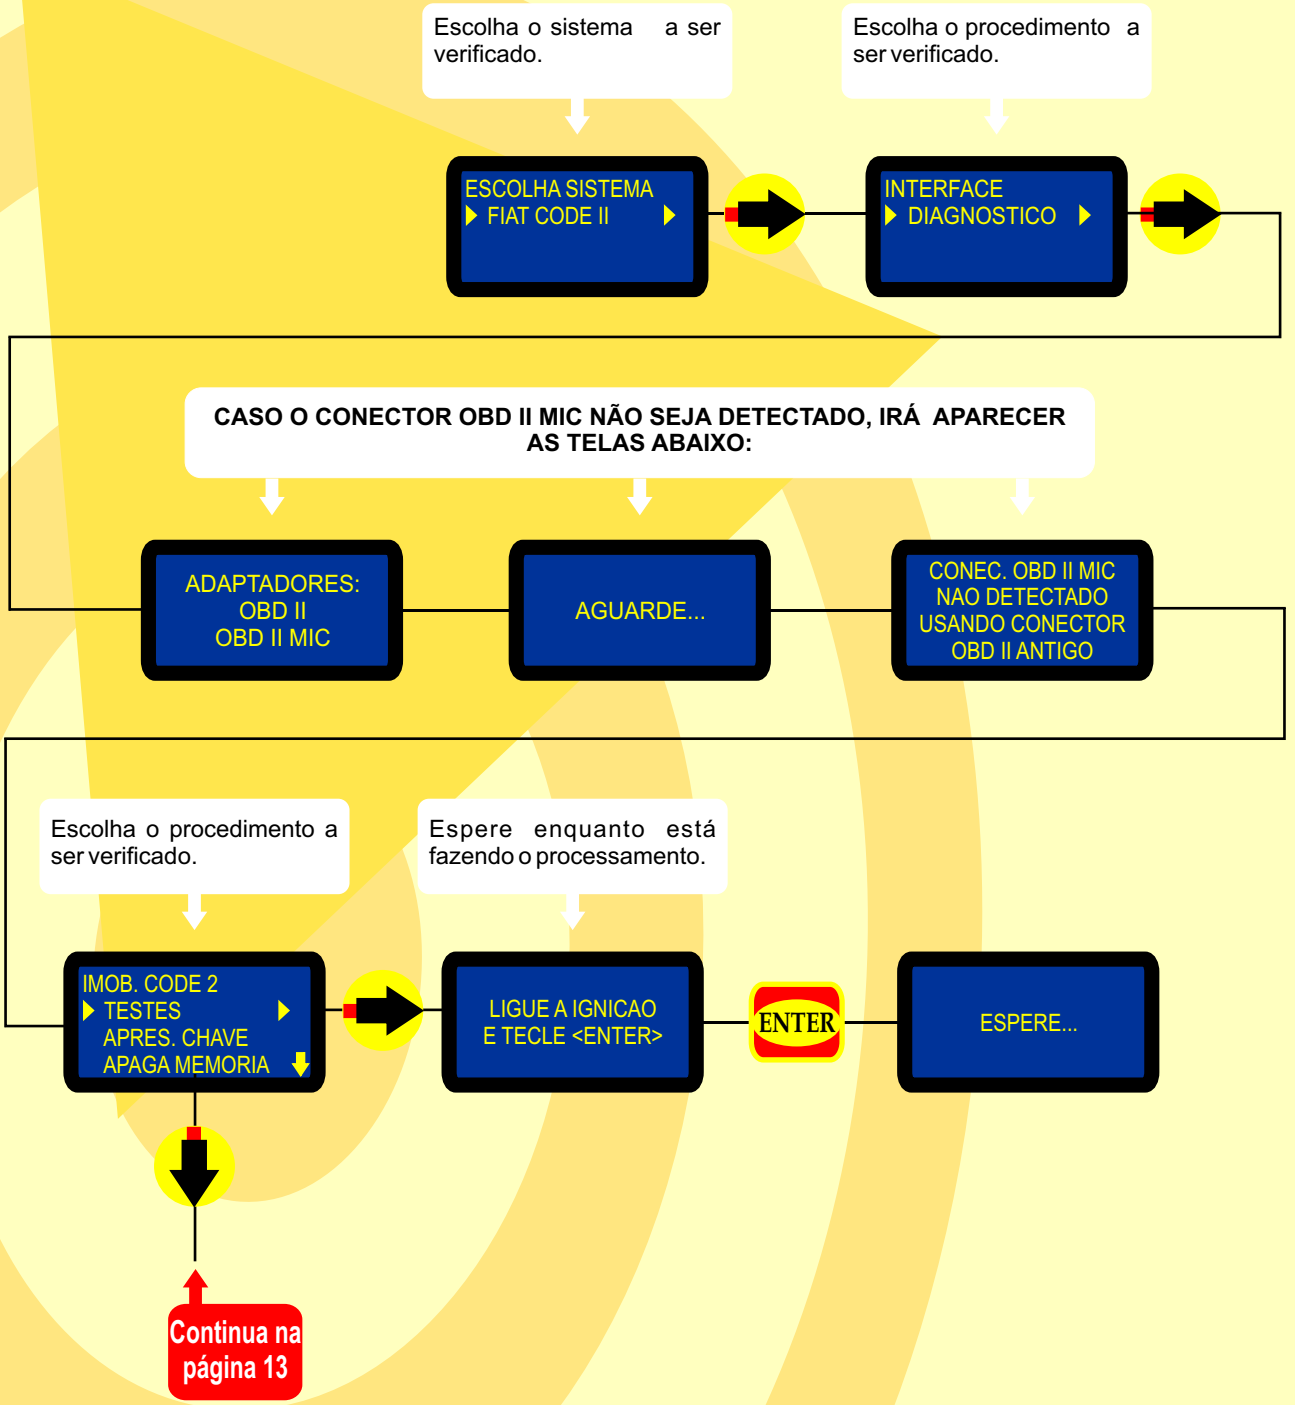 Escolha o sistema a ser
verificado.
Escolha o procedimento a
ser verificado.
ESCOLHA SISTEMA
FIAT CODE II
INTERFACE
DIAGNOSTICO
CASO O CONECTOR OBD II MIC NÃO SEJA DETECTADO, IRÁ APARECER
AS TELAS ABAIXO:
ADAPTADORES:
OBD II
OBD II MIC
AGUARDE...
CONEC. OBD II MIC
NAO DETECTADO
USANDO CONECTOR
OBD II ANTIGO
Escolha o procedimento a
ser verificado.
Espere enquanto está
fazendo o processamento.
IMOB. CODE 2
TESTES
APRES. CHAVE
APAGA MEMORIA
LIGUE A IGNICAO
E TECLE <ENTER>
ENTER
ESPERE...
Continua na
página 13